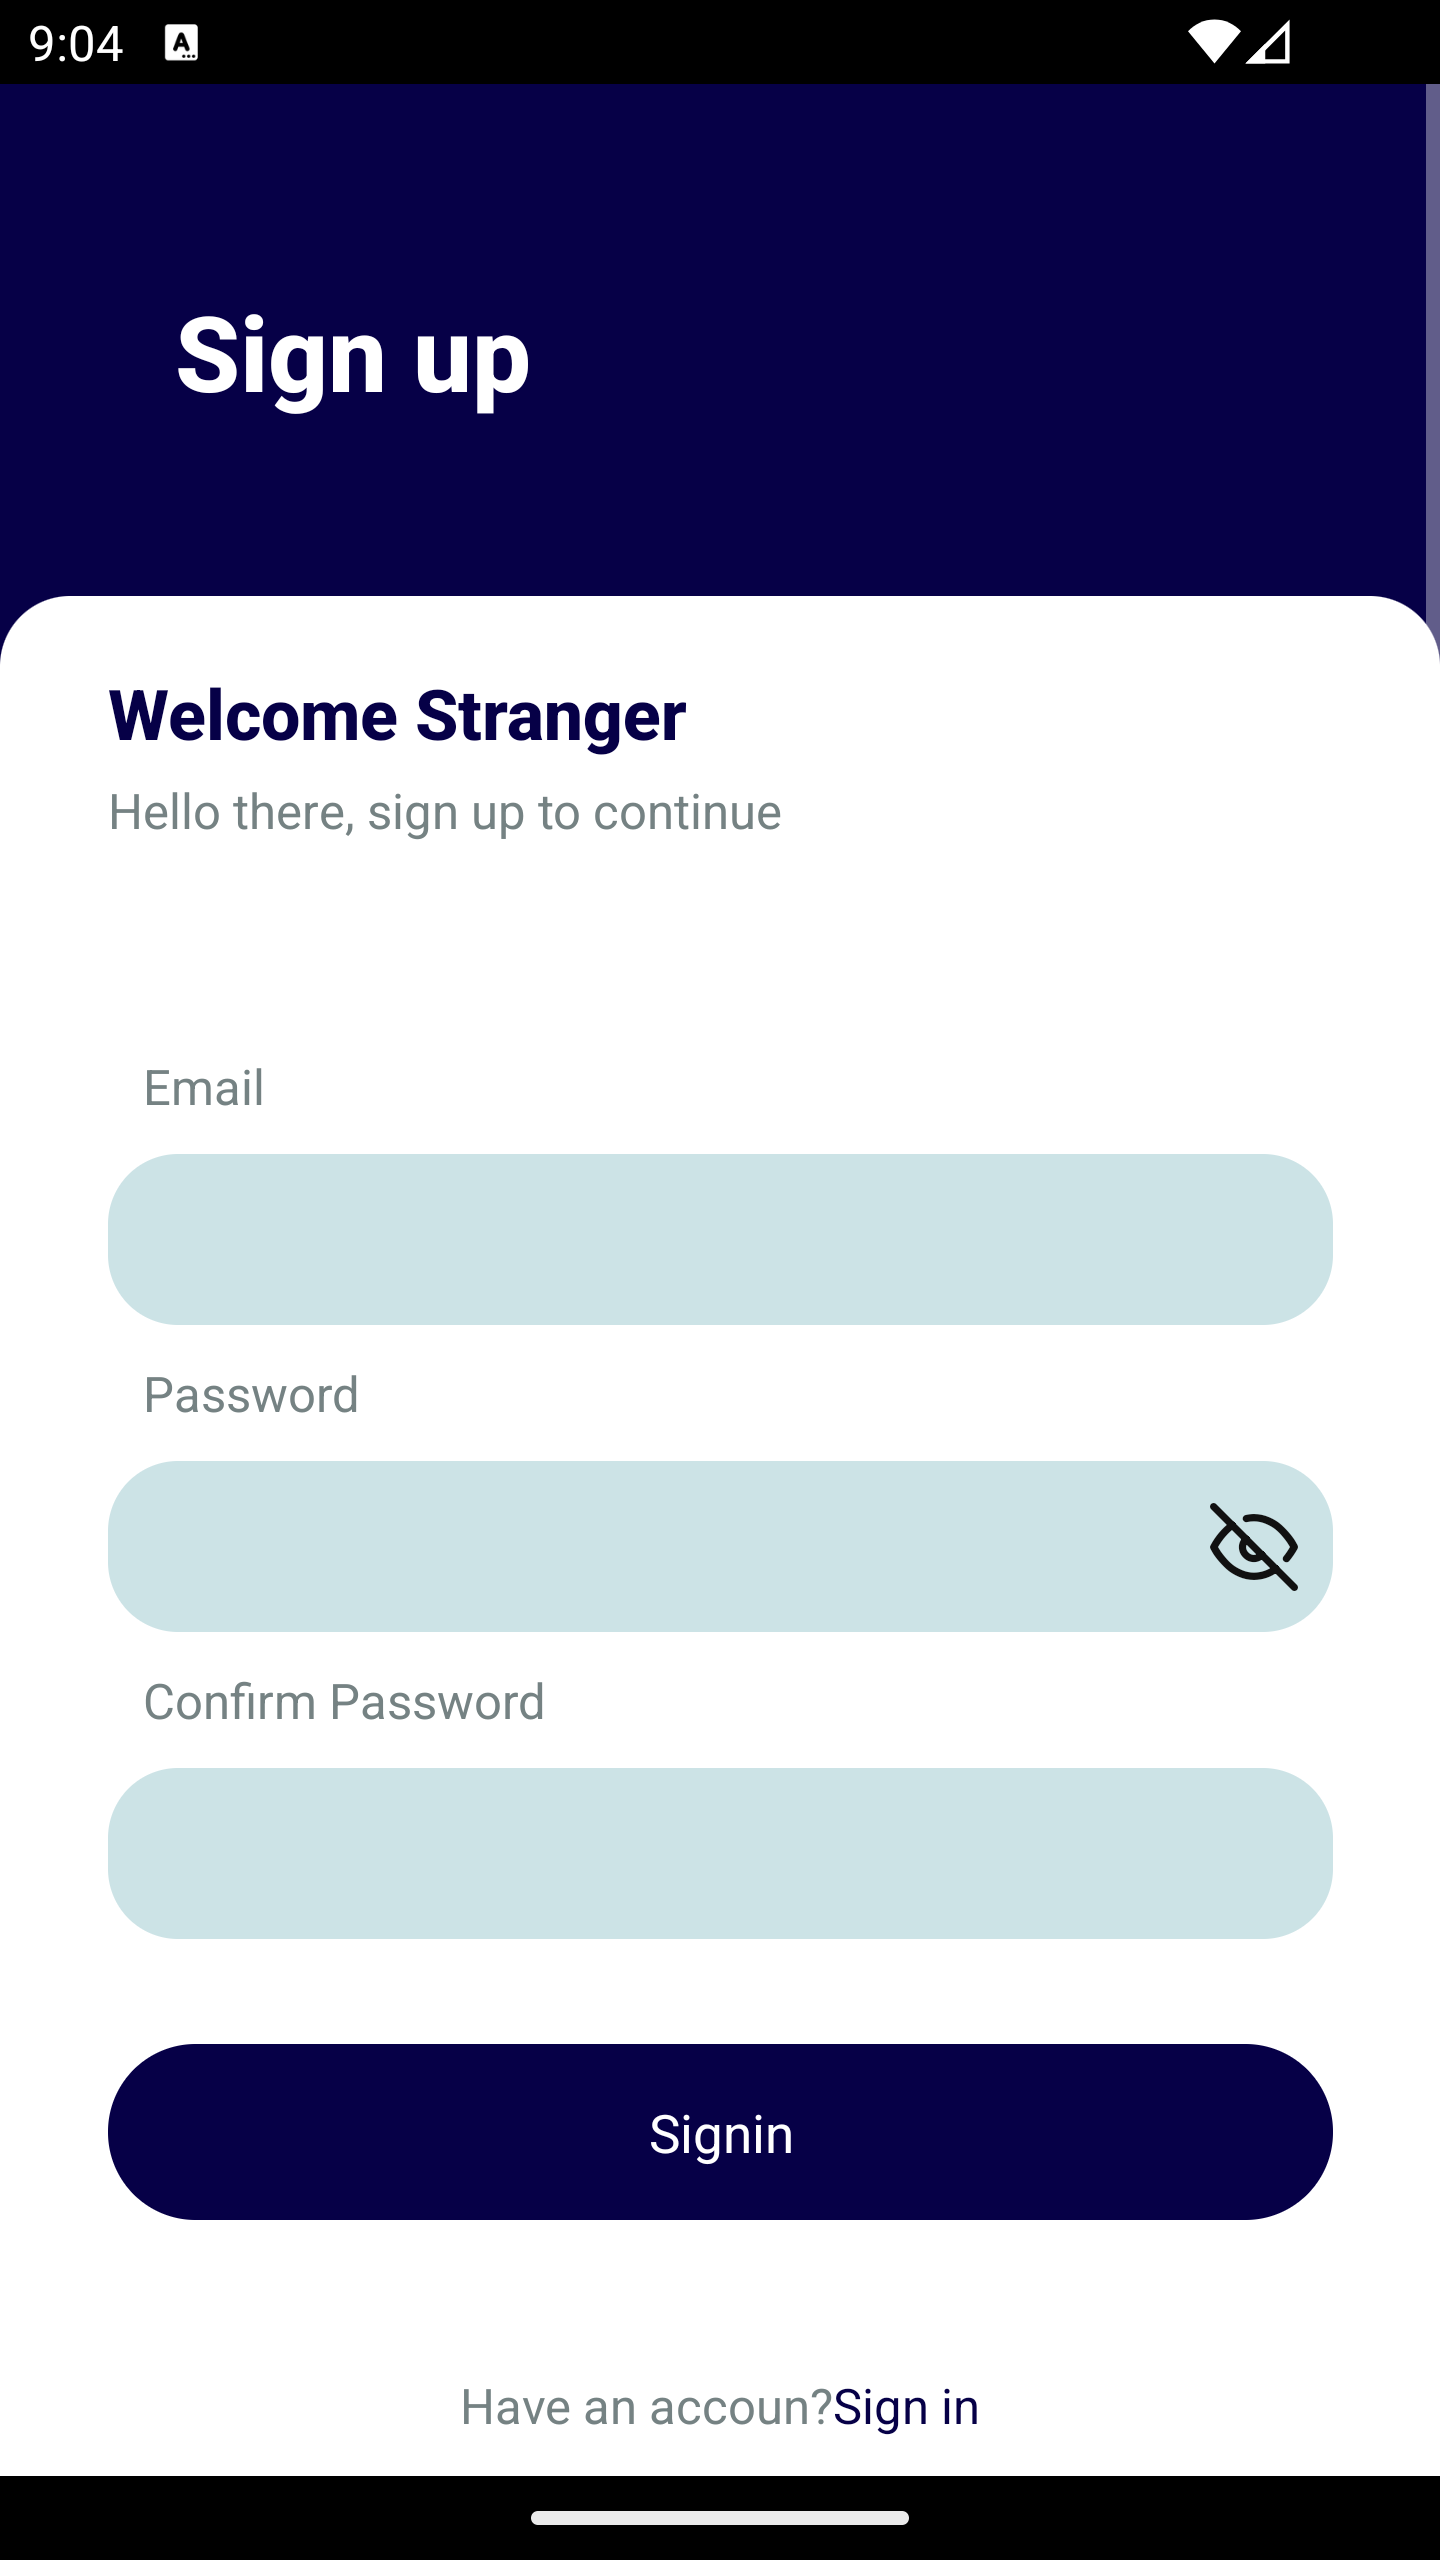 9:04
Sign up
Welcome Stranger
Hello there, sign up to continue
Email
Password
Confirm Password
Signin
Have an accoun?Sign in